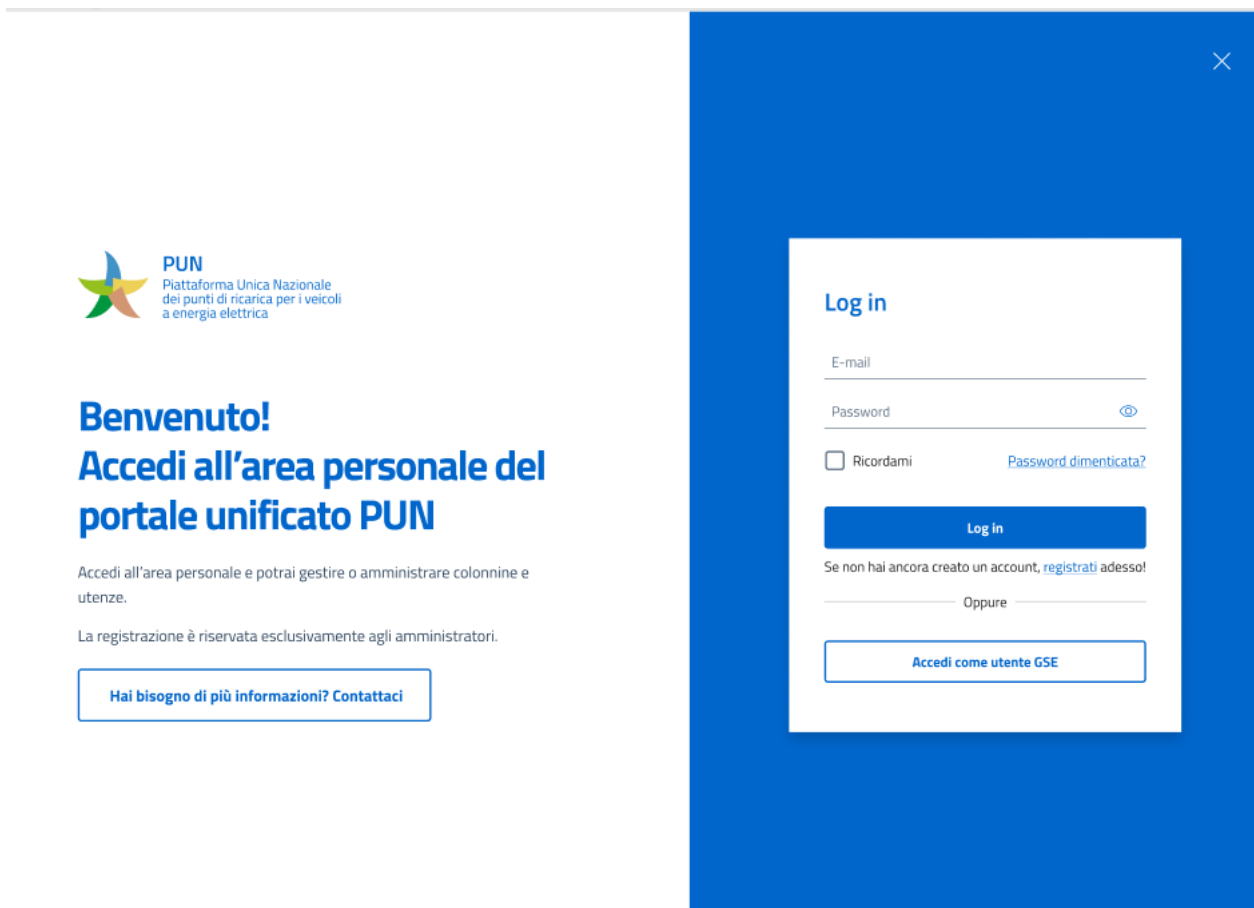 PUN
Piattaforma Unica Nazionale
dei punti di ricarica per i veicoli
a energia elettrica
Benvenuto!
Accedi all’area personale del
portale unificato PUN
Accedi all’area personale e potrai gestire o amministrare colonnine e
utenze.
La registrazione è riservata esclusivamente agli amministratori.
Hai bisogno di più informazioni? Contattaci
Log in
E-mail
Password
Ricordami Password dimenticata?
Log in
Se non hai ancora creato un account, registrati adesso!
Oppure
Accedi come utente GSE